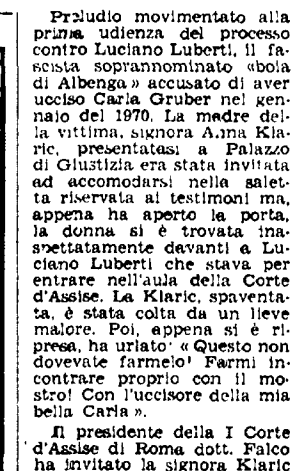 Preludio movimentato alla
prima udienza del processo
contro Luciano Luberti, il fa-
scista soprannominato «boia
di Albenga» accusato di aver
ucciso Carla Gruber nel gen-
naio del 1970. La madre del-
la vittima, signora Anna Kla-
ric, presentatasi a Palazzo
di Giustizia era stata invitata
ad accomodarsi nella salet-
ta riservata ai testimoni ma,
appena ha aperto la porta,
la donna si è trovata ina-
spettatamente davanti a Lu-
ciano Luberti che stava per
entrare nell'aula della Corte
d'Assise. La Klaric, spaventa-
ta, è stata colta da un lieve
malore. Poi, appena si è ri-
presa, ha urlato: «Questo non
dovevate farmelo! Farmi in-
contrare proprio con il mo-
stro! Con l'uccisore della mia
bella Carla».
Il presidente della I Corte
d'Assise di Roma dott. Falco
ha invitato la signora Klaric